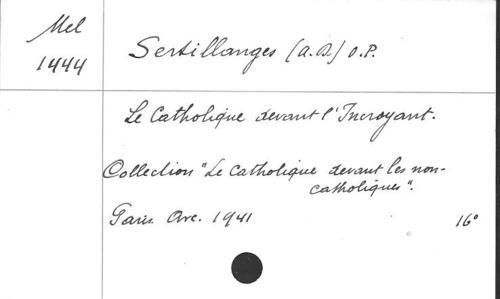 Mel
1444
Sertillanges (A.D.) O.P.
Le Catholique devant l'Incroyant.
Collection "Le Catholique devant les non-
catholiques".
Paris. Arc. 1941
16°